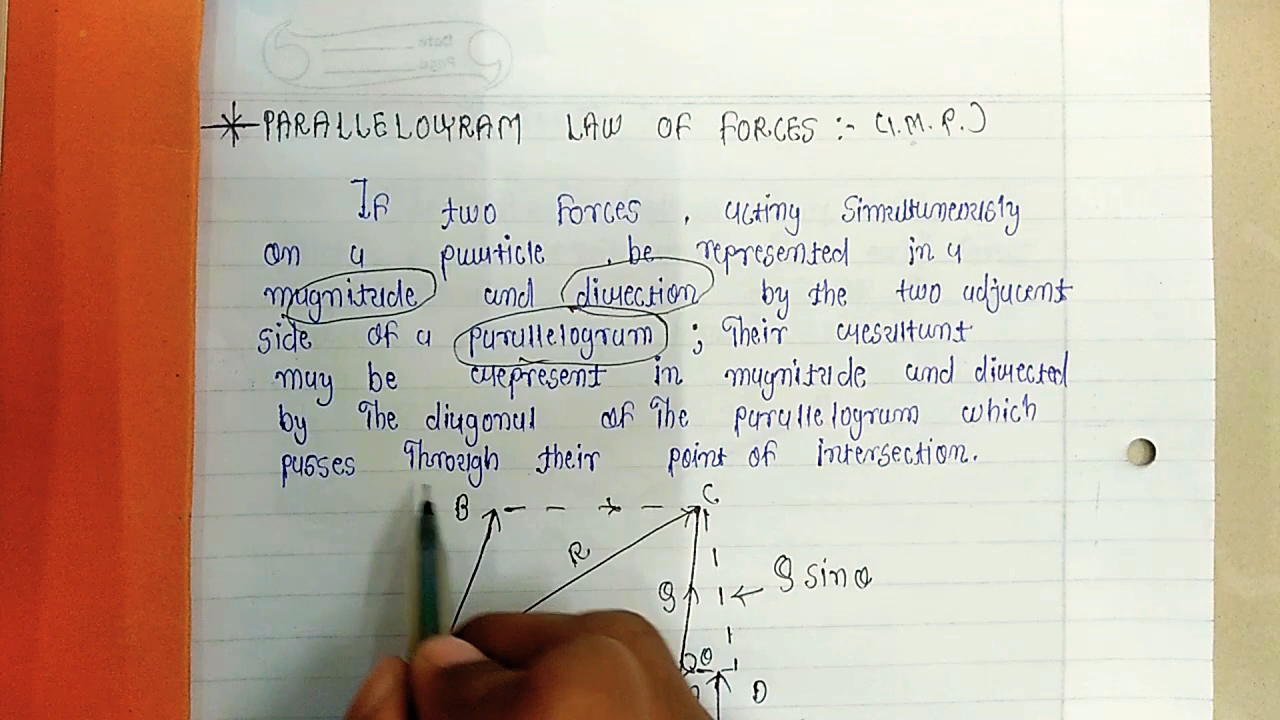 PARALLELOGRAM LAW OF FORCES :- (I.M.P.)
If two forces , acting simultaneously
on a particle , be represented in a
magnitude and direction by the two adjacent
side of a parallelogram ; Their resultant
may be represent in magnitude and directed
by The diagonal of The parallelogram which
passes Through their point of intersection.
B C
R
Q Q sin θ
θ
D